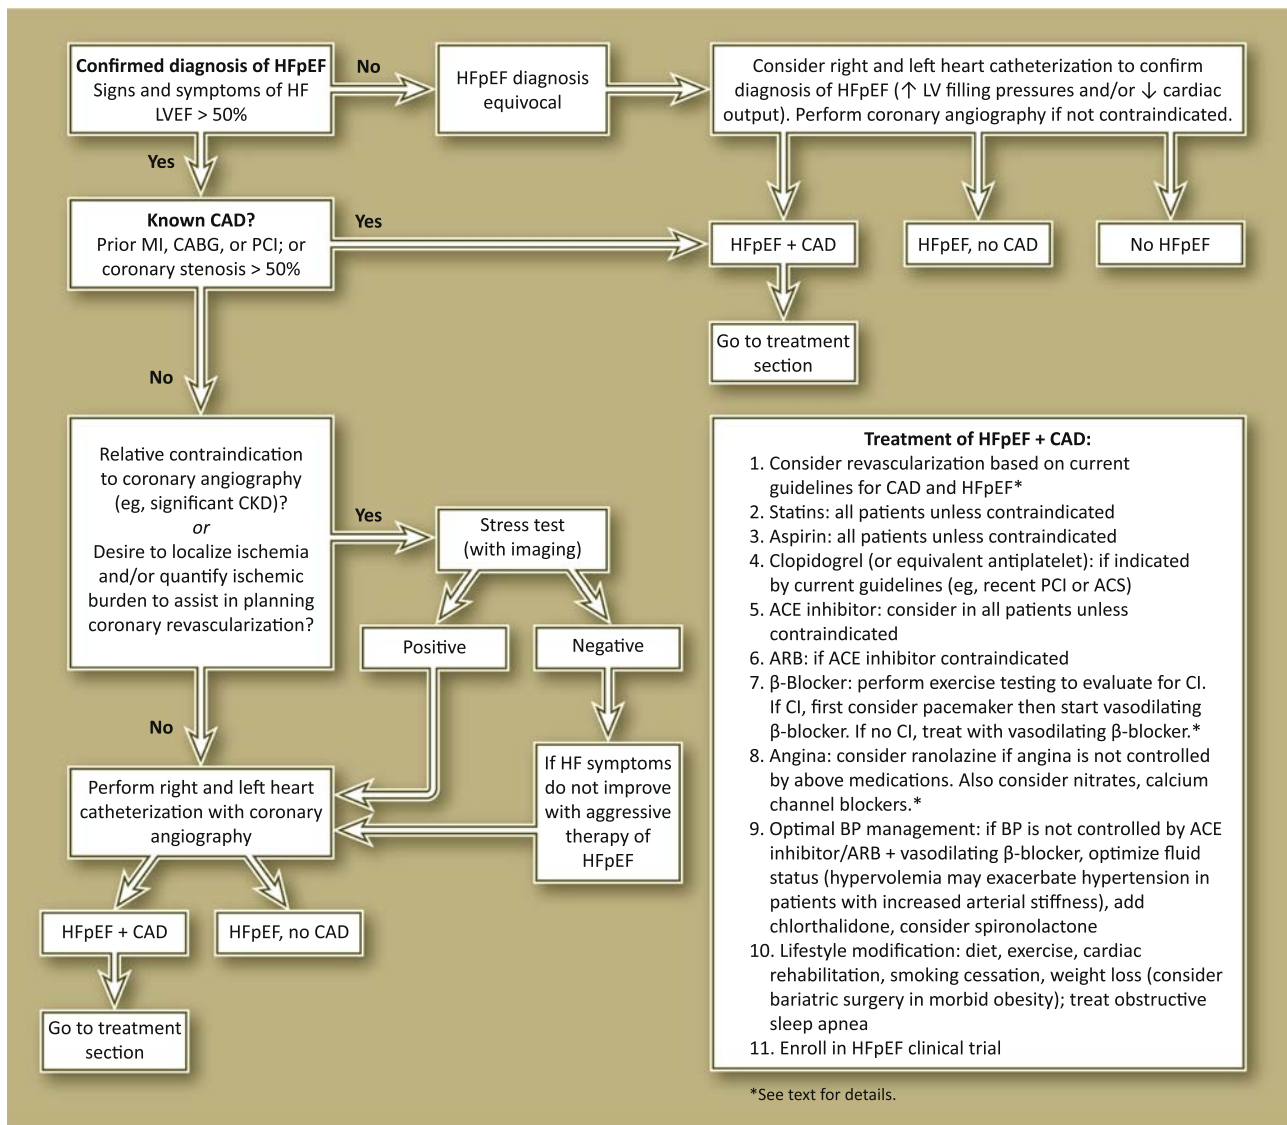 Confirmed diagnosis of HFpEF
Signs and symptoms of HF
LVEF > 50%
No
HFpEF diagnosis
equivocal
Consider right and left heart catheterization to confirm
diagnosis of HFpEF (↑ LV filling pressures and/or ↓ cardiac
output). Perform coronary angiography if not contraindicated.
Yes
Known CAD?
Prior MI, CABG, or PCI; or
coronary stenosis > 50%
Yes
HFpEF + CAD
HFpEF, no CAD
No HFpEF
Go to treatment
section
No
Relative contraindication
to coronary angiography
(eg, significant CKD)?
or
Desire to localize ischemia
and/or quantify ischemic
burden to assist in planning
coronary revascularization?
Yes
Stress test
(with imaging)
Positive
Negative
No
If HF symptoms
do not improve
with aggressive
therapy of
HFpEF
Perform right and left heart
catheterization with coronary
angiography
HFpEF + CAD
HFpEF, no CAD
Go to treatment
section
Treatment of HFpEF + CAD:
1. Consider revascularization based on current
guidelines for CAD and HFpEF*
2. Statins: all patients unless contraindicated
3. Aspirin: all patients unless contraindicated
4. Clopidogrel (or equivalent antiplatelet): if indicated
by current guidelines (eg, recent PCI or ACS)
5. ACE inhibitor: consider in all patients unless
contraindicated
6. ARB: if ACE inhibitor contraindicated
7. β-Blocker: perform exercise testing to evaluate for CI.
If CI, first consider pacemaker then start vasodilating
β-blocker. If no CI, treat with vasodilating β-blocker.*
8. Angina: consider ranolazine if angina is not controlled
by above medications. Also consider nitrates, calcium
channel blockers.*
9. Optimal BP management: if BP is not controlled by ACE
inhibitor/ARB + vasodilating β-blocker, optimize fluid
status (hypervolemia may exacerbate hypertension in
patients with increased arterial stiffness), add
chlorthalidone, consider spironolactone
10. Lifestyle modification: diet, exercise, cardiac
rehabilitation, smoking cessation, weight loss (consider
bariatric surgery in morbid obesity); treat obstructive
sleep apnea
11. Enroll in HFpEF clinical trial
*See text for details.